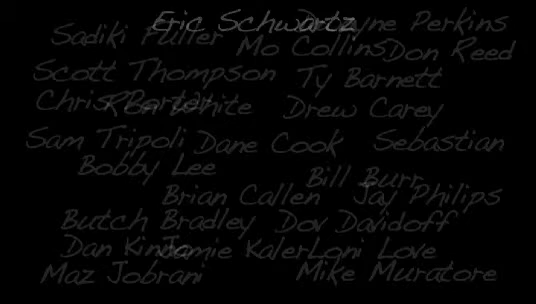 Eric Schwartz Perkins
Sadiki Fuller Mo Collins Don Reed
Scott Thompson Ty Barnett
Chris Porter Ron White Drew Carey
Sam Tripoli Dane Cook Sebastian
Bobby Lee Bill Burr
Brian Callen Jay Philips
Butch Bradley Dov Davidoff
Dan Kinno Jamie Kaler Loni Love
Maz Jobrani Mike Muratore